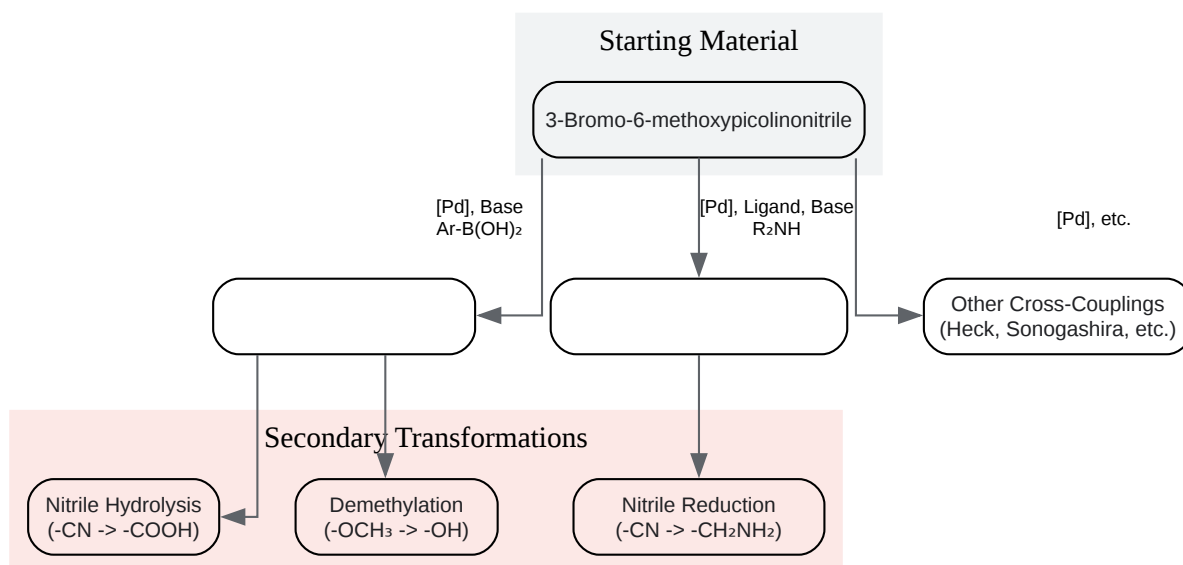 Starting Material
3-Bromo-6-methoxypicolinonitrile
[Pd], Base
Ar-B(OH)₂
[Pd], Ligand, Base
R₂NH
[Pd], etc.
Other Cross-Couplings
(Heck, Sonogashira, etc.)
Secondary Transformations
Nitrile Hydrolysis
(-CN -> -COOH)
Demethylation
(-OCH₃ -> -OH)
Nitrile Reduction
(-CN -> -CH₂NH₂)